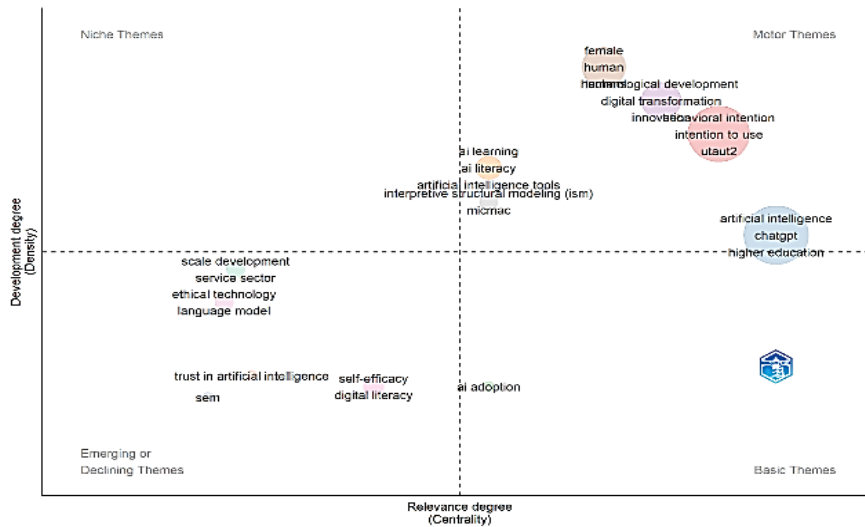 Niche Themes
Motor Themes
female
human
humans
technological development
digital transformation
innovation
behavioral intention
intention to use
utaut2
ai learning
ai literacy
artificial intelligence tools
interpretive structural modeling (ism)
micmac
artificial intelligence
chatgpt
higher education
scale development
service sector
ethical technology
language model
trust in artificial intelligence
sem
self-efficacy
digital literacy
ai adoption
Emerging or
Declining Themes
Basic Themes
Relevance degree
(Centrality)
Development degree
(Density)